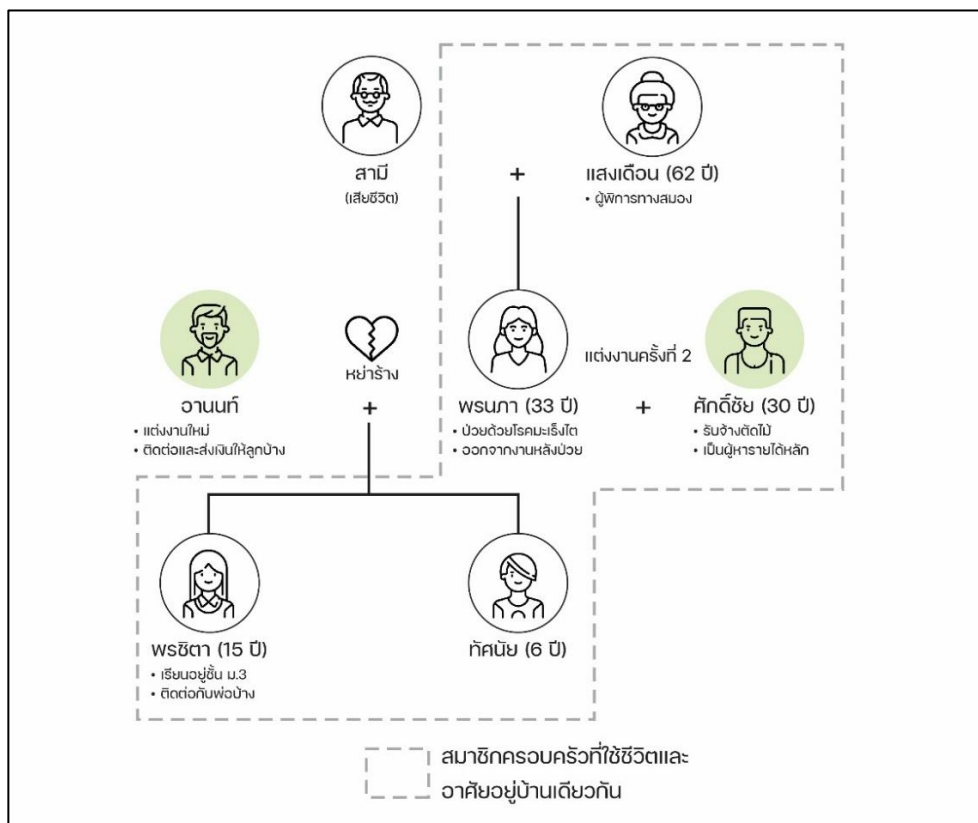 สามี
(เสียชีวิต)
+
แสงเดือน (62 ปี)
• ผู้พิการทางสมอง
อานนท์
• แต่งงานใหม่
• ติดต่อและส่งเงินให้ลูกบ้าง
หย่าร้าง
+
พรนภา (33 ปี)
• ป่วยด้วยโรคมะเร็งไต
• ออกจากงานหลังป่วย
แต่งงานครั้งที่ 2
+
ศักดิ์ชัย (30 ปี)
• รับจ้างตัดไม้
• เป็นผู้หารายได้หลัก
พรชิตา (15 ปี)
• เรียนอยู่ชั้น ม.3
• ติดต่อกับพ่อบ้าง
ทัศนัย (6 ปี)
สมาชิกครอบครัวที่ใช้ชีวิตและ
อาศัยอยู่บ้านเดียวกัน